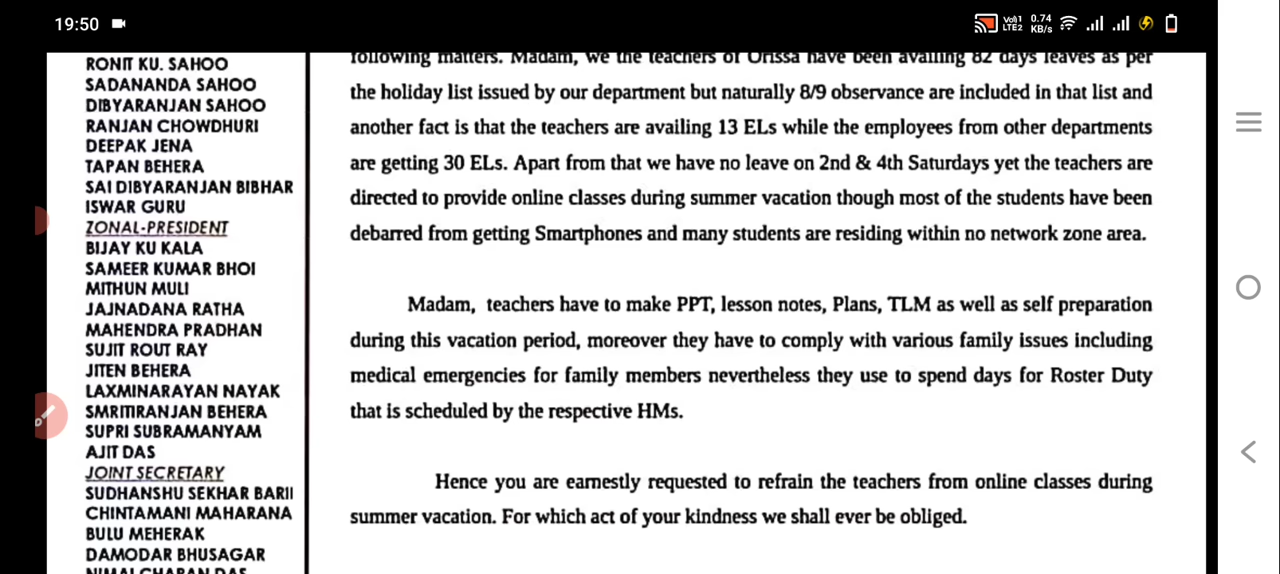 19:50
Vo)) 1 LTE2 0.74 KB/s
RONIT KU. SAHOO
SADANANDA SAHOO
DIBYARANJAN SAHOO
RANJAN CHOWDHURI
DEEPAK JENA
TAPAN BEHERA
SAI DIBYARANJAN BIBHAR
ISWAR GURU
ZONAL-PRESIDENT
BIJAY KU KALA
SAMEER KUMAR BHOI
MITHUN MULI
JAJNADANA RATHA
MAHENDRA PRADHAN
SUJIT ROUT RAY
JITEN BEHERA
LAXMINARAYAN NAYAK
SMRITIRANJAN BEHERA
SUPRI SUBRAMANYAM
AJIT DAS
JOINT SECRETARY
SUDHANSHU SEKHAR BARI
CHINTAMANI MAHARANA
BULU MEHERAK
DAMODAR BHUSAGAR
NIMAI CHARAN DAS
following matters. Madam, we the teachers of Orissa have been availing 82 days leaves as per
the holiday list issued by our department but naturally 8/9 observance are included in that list and
another fact is that the teachers are availing 13 ELs while the employees from other departments
are getting 30 ELs. Apart from that we have no leave on 2nd & 4th Saturdays yet the teachers are
directed to provide online classes during summer vacation though most of the students have been
debarred from getting Smartphones and many students are residing within no network zone area.
Madam, teachers have to make PPT, lesson notes, Plans, TLM as well as self preparation
during this vacation period, moreover they have to comply with various family issues including
medical emergencies for family members nevertheless they use to spend days for Roster Duty
that is scheduled by the respective HMs.
Hence you are earnestly requested to refrain the teachers from online classes during
summer vacation. For which act of your kindness we shall ever be obliged.